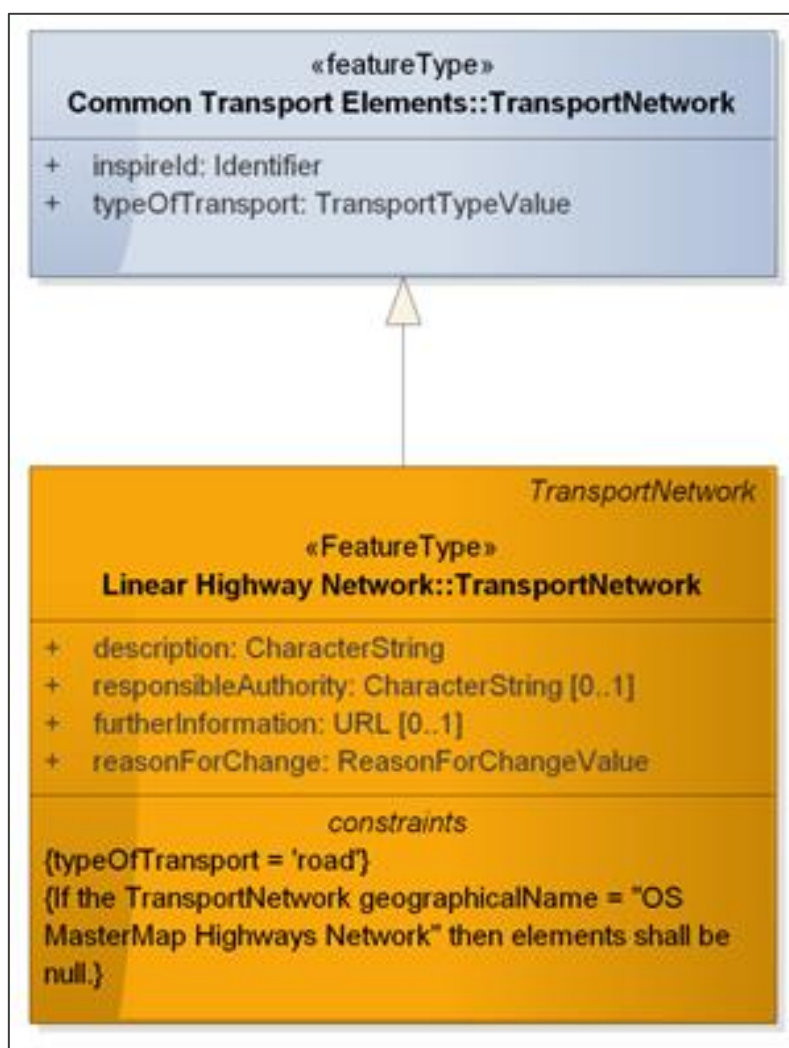 «featureType»
Common Transport Elements::TransportNetwork
+ inspireId: Identifier
+ typeOfTransport: TransportTypeValue
TransportNetwork
«FeatureType»
Linear Highway Network::TransportNetwork
+ description: CharacterString
+ responsibleAuthority: CharacterString [0..1]
+ furtherInformation: URL [0..1]
+ reasonForChange: ReasonForChangeValue
constraints
{typeOfTransport = 'road'}
{If the TransportNetwork geographicalName = "OS
MasterMap Highways Network" then elements shall be
null.}